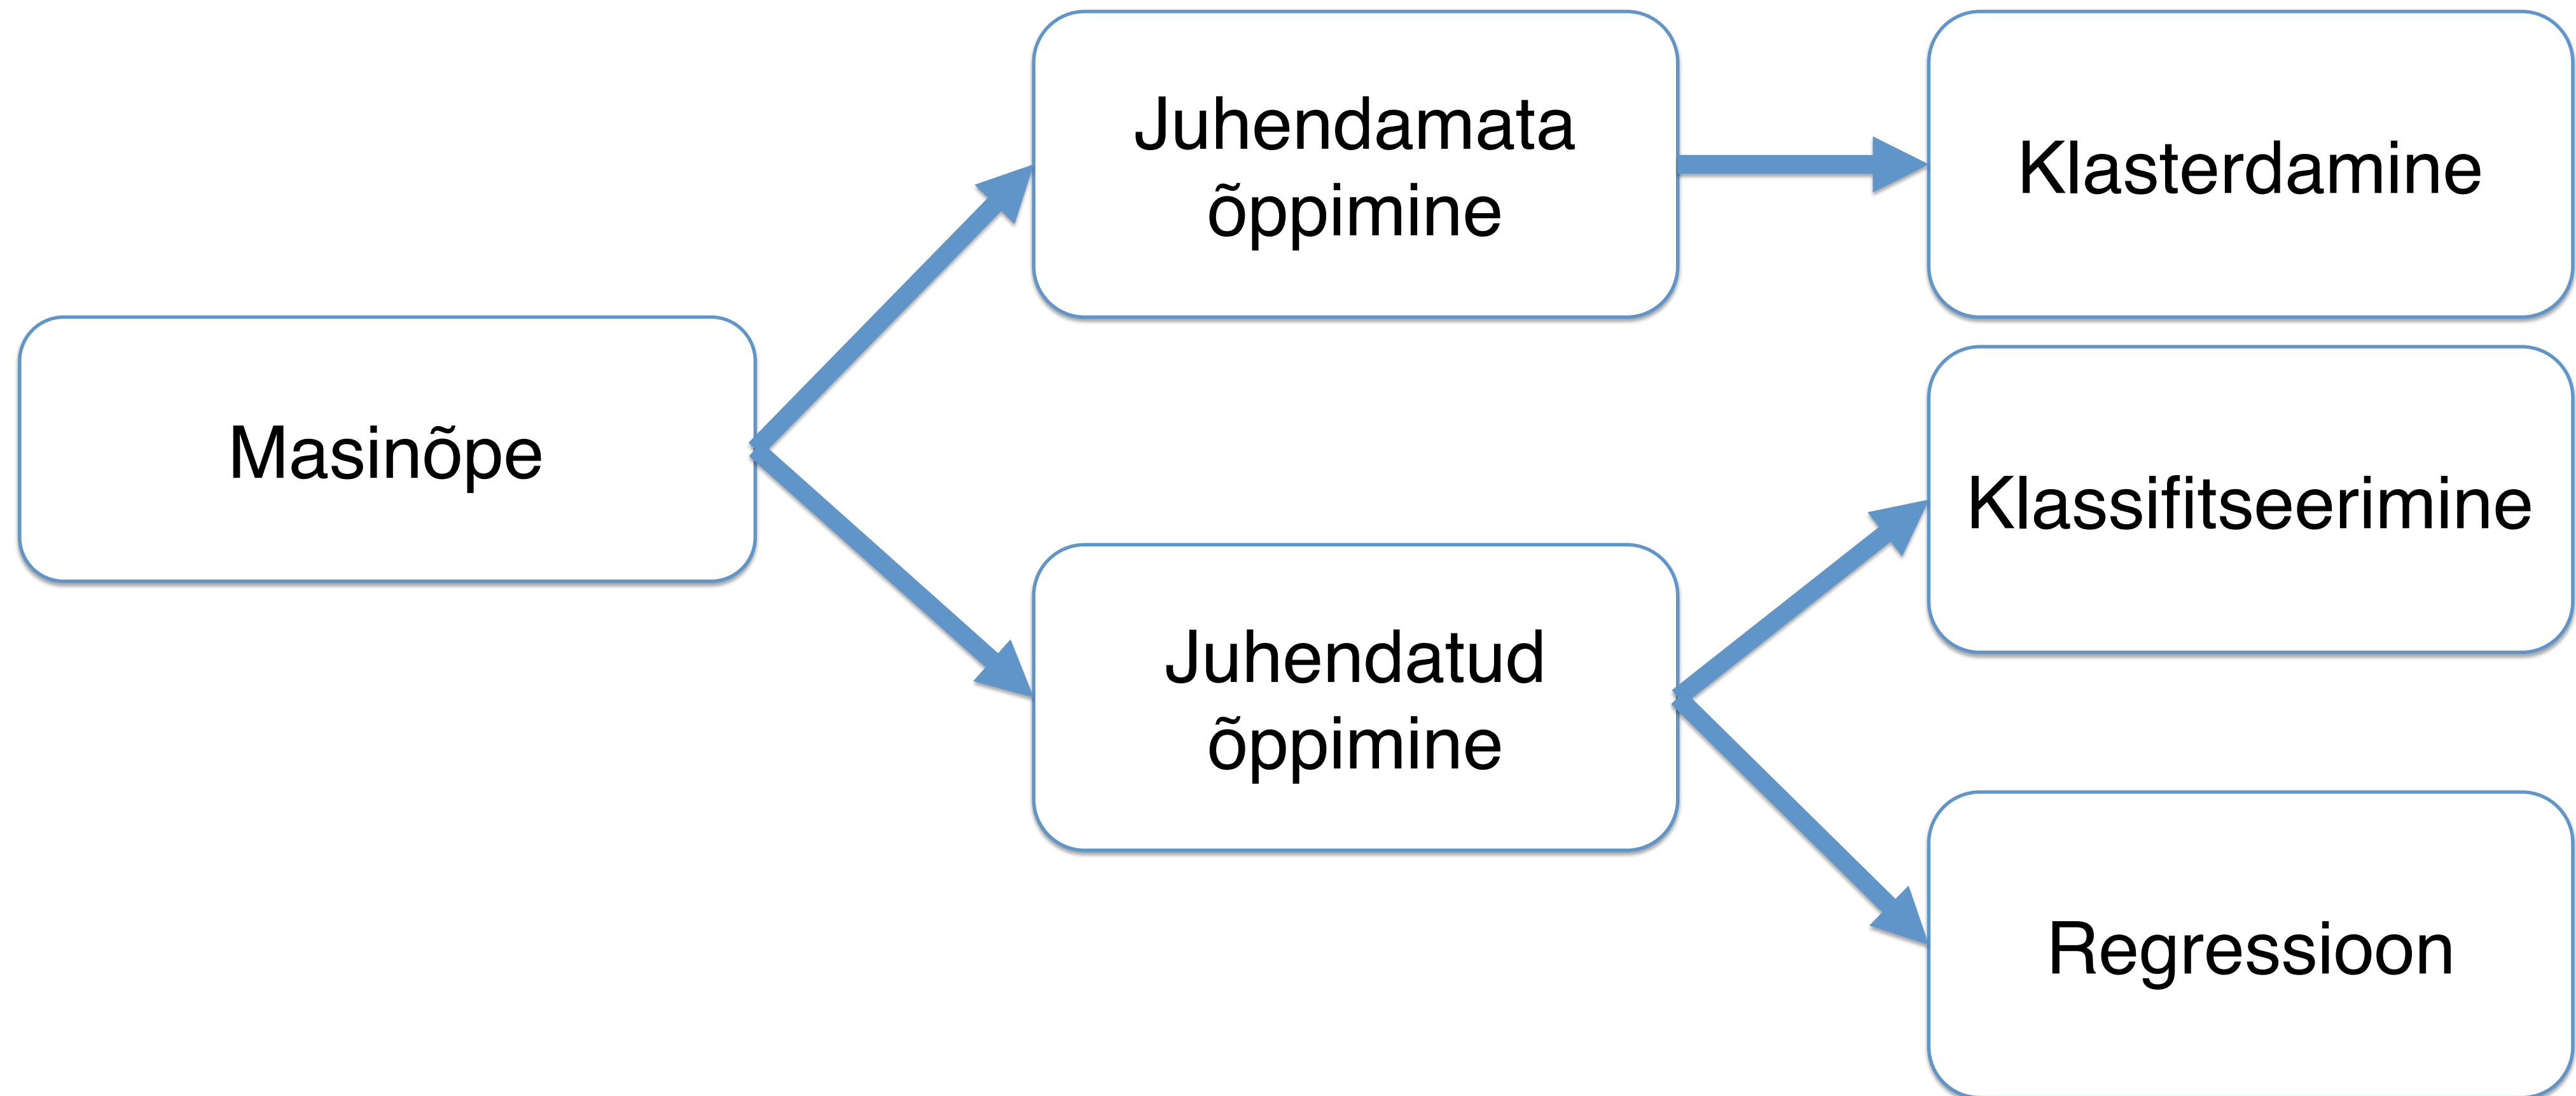 Masinõpe
Juhendamata
õppimine
Klasterdamine
Juhendatud
õppimine
Klassifitseerimine
Regressioon